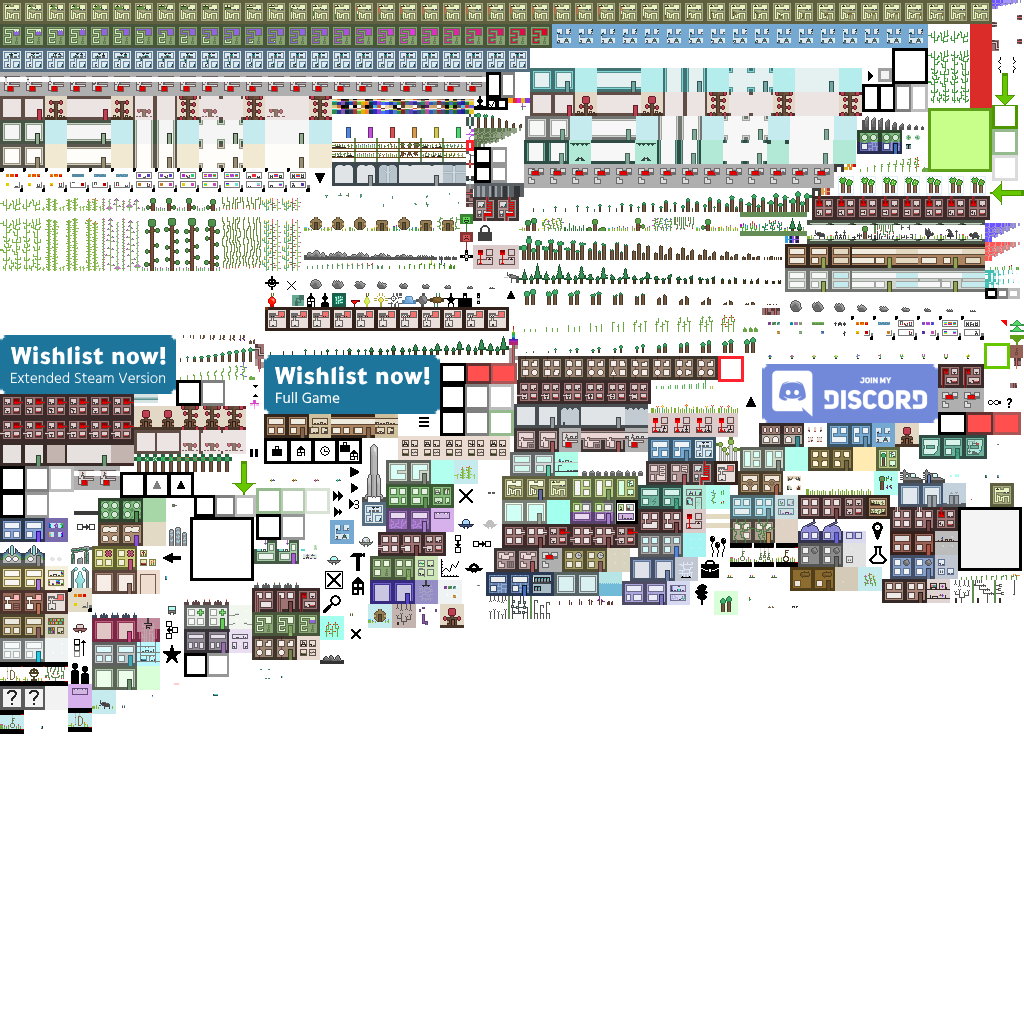 Wishlist now!
Extended Steam Version
Wishlist now!
Full Game
JOIN MY
DISCORD
?
? ?